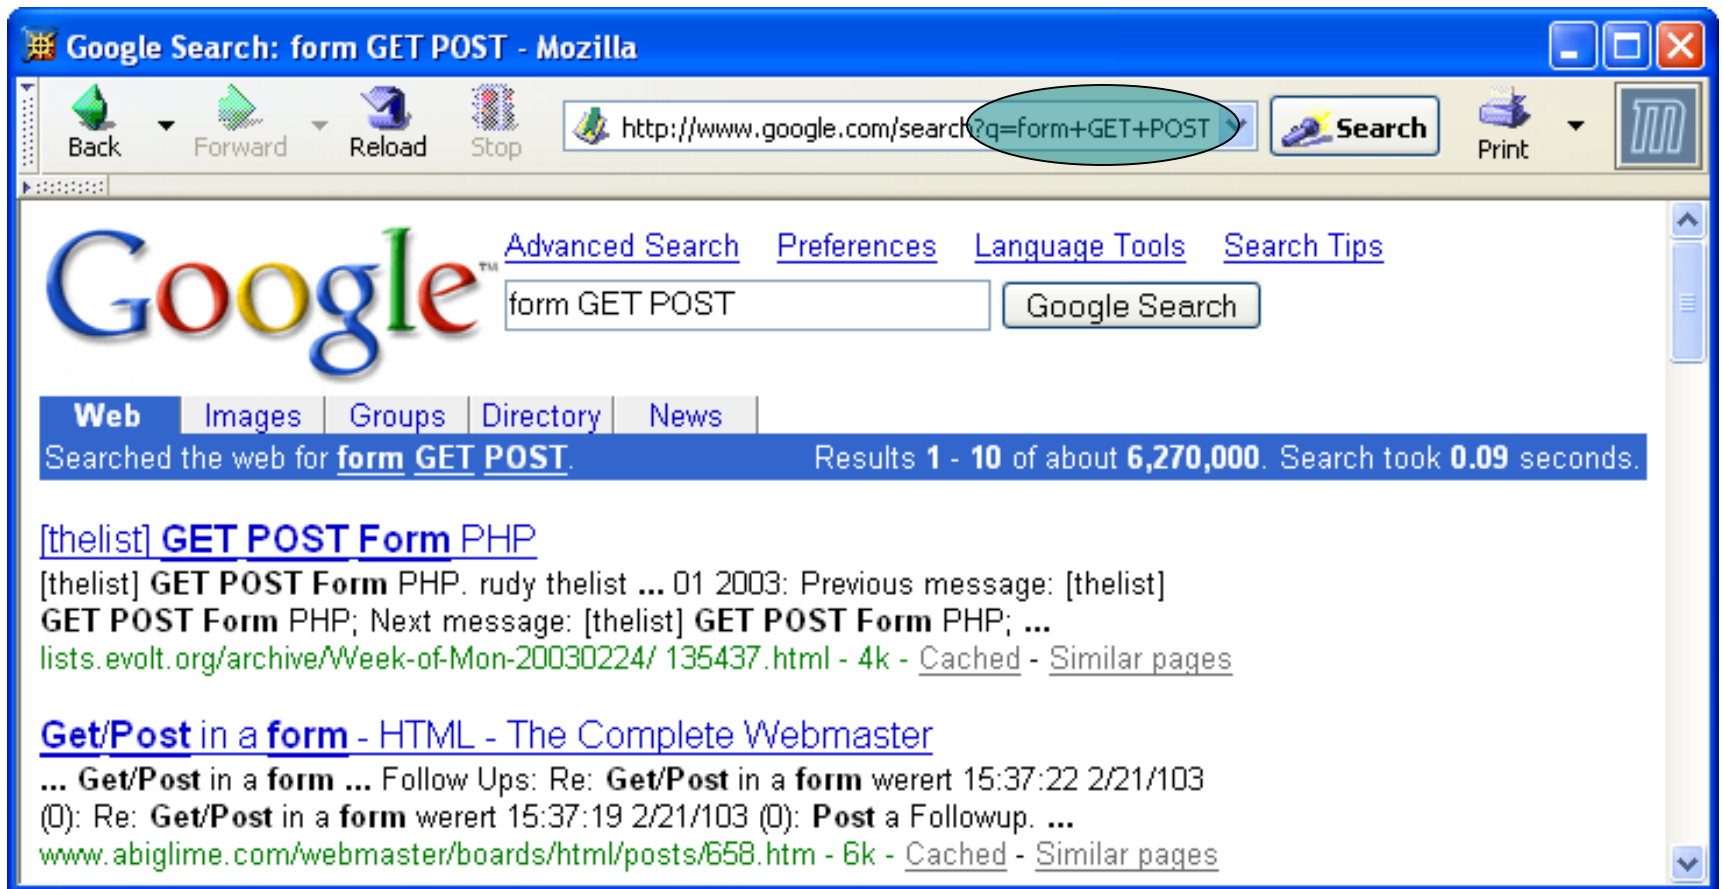 Google Search: form GET POST - Mozilla
Back Forward Reload Stop http://www.google.com/search?q=form+GET+POST Search Print
Google™
Advanced Search Preferences Language Tools Search Tips
form GET POST Google Search
Web Images Groups Directory News
Searched the web for form GET POST. Results 1 - 10 of about 6,270,000. Search took 0.09 seconds.
[thelist] GET POST Form PHP
[thelist] GET POST Form PHP. rudy thelist ... 01 2003: Previous message: [thelist]
GET POST Form PHP; Next message: [thelist] GET POST Form PHP; ...
lists.evolt.org/archive/Week-of-Mon-20030224/ 135437.html - 4k - Cached - Similar pages
Get/Post in a form - HTML - The Complete Webmaster
... Get/Post in a form ... Follow Ups: Re: Get/Post in a form werert 15:37:22 2/21/103
(0): Re: Get/Post in a form werert 15:37:19 2/21/103 (0): Post a Followup. ...
www.abiglime.com/webmaster/boards/html/posts/658.htm - 6k - Cached - Similar pages